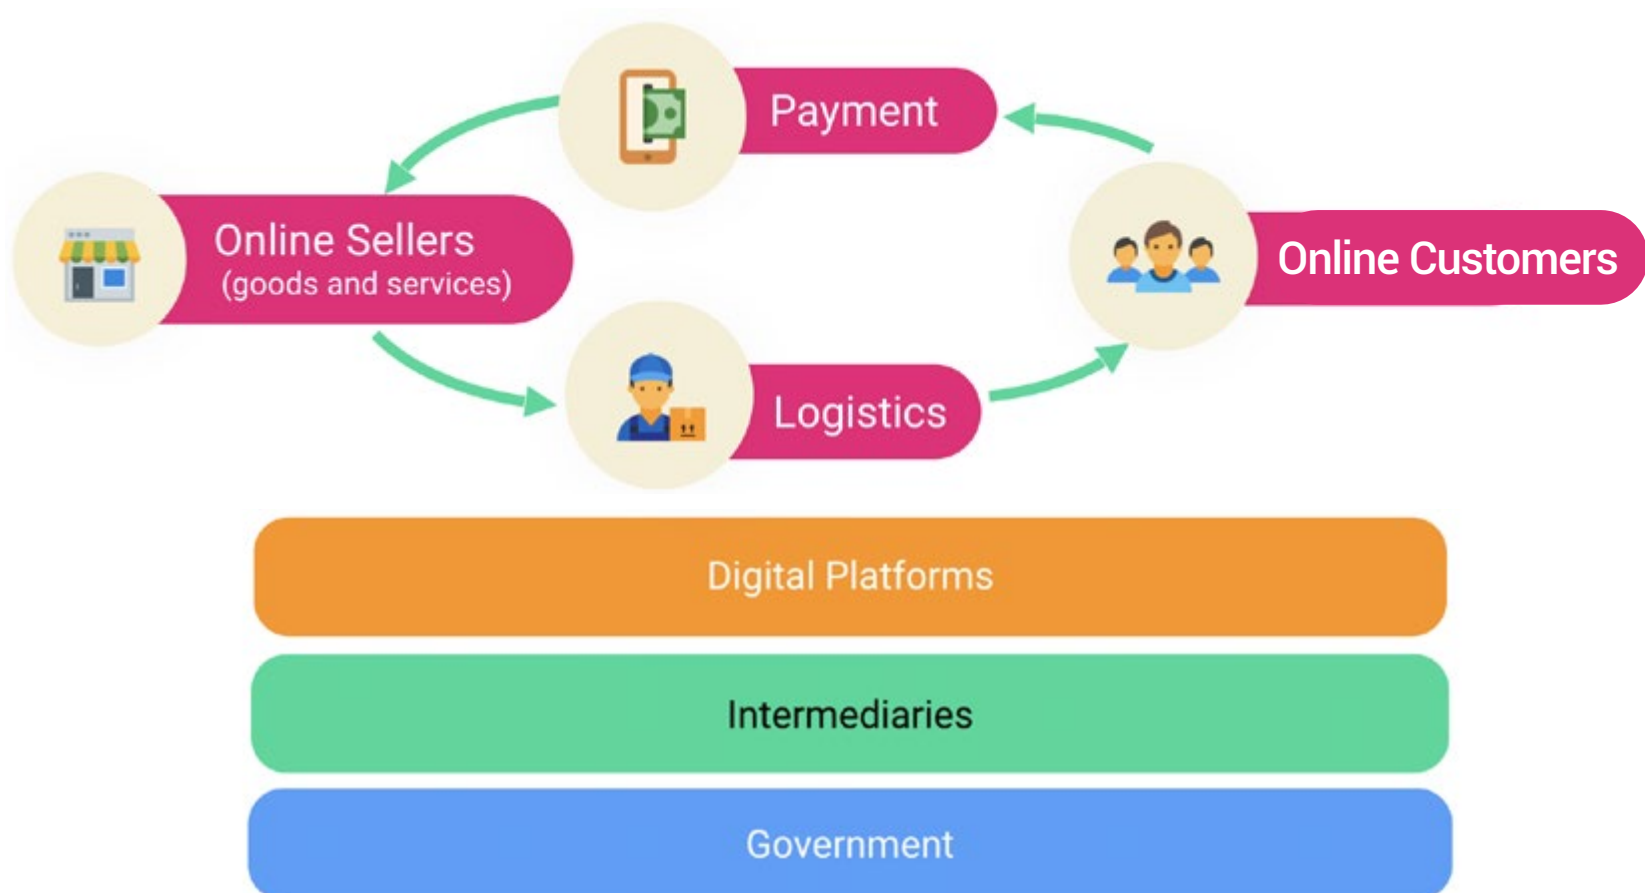 Payment
Online Sellers
(goods and services)
Online Customers
Logistics
Digital Platforms
Intermediaries
Government